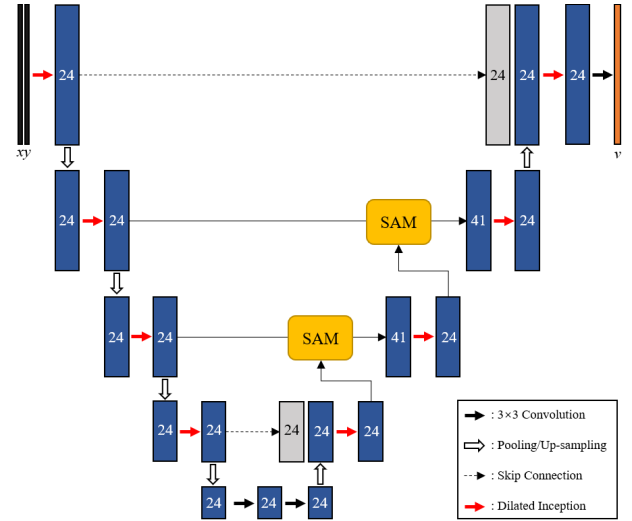 24
24
24
24
xy
v
24
24
SAM
41
24
24
24
SAM
41
24
24
24
24
24
24
24
24
24
: 3×3 Convolution
: Pooling/Up-sampling
: Skip Connection
: Dilated Inception